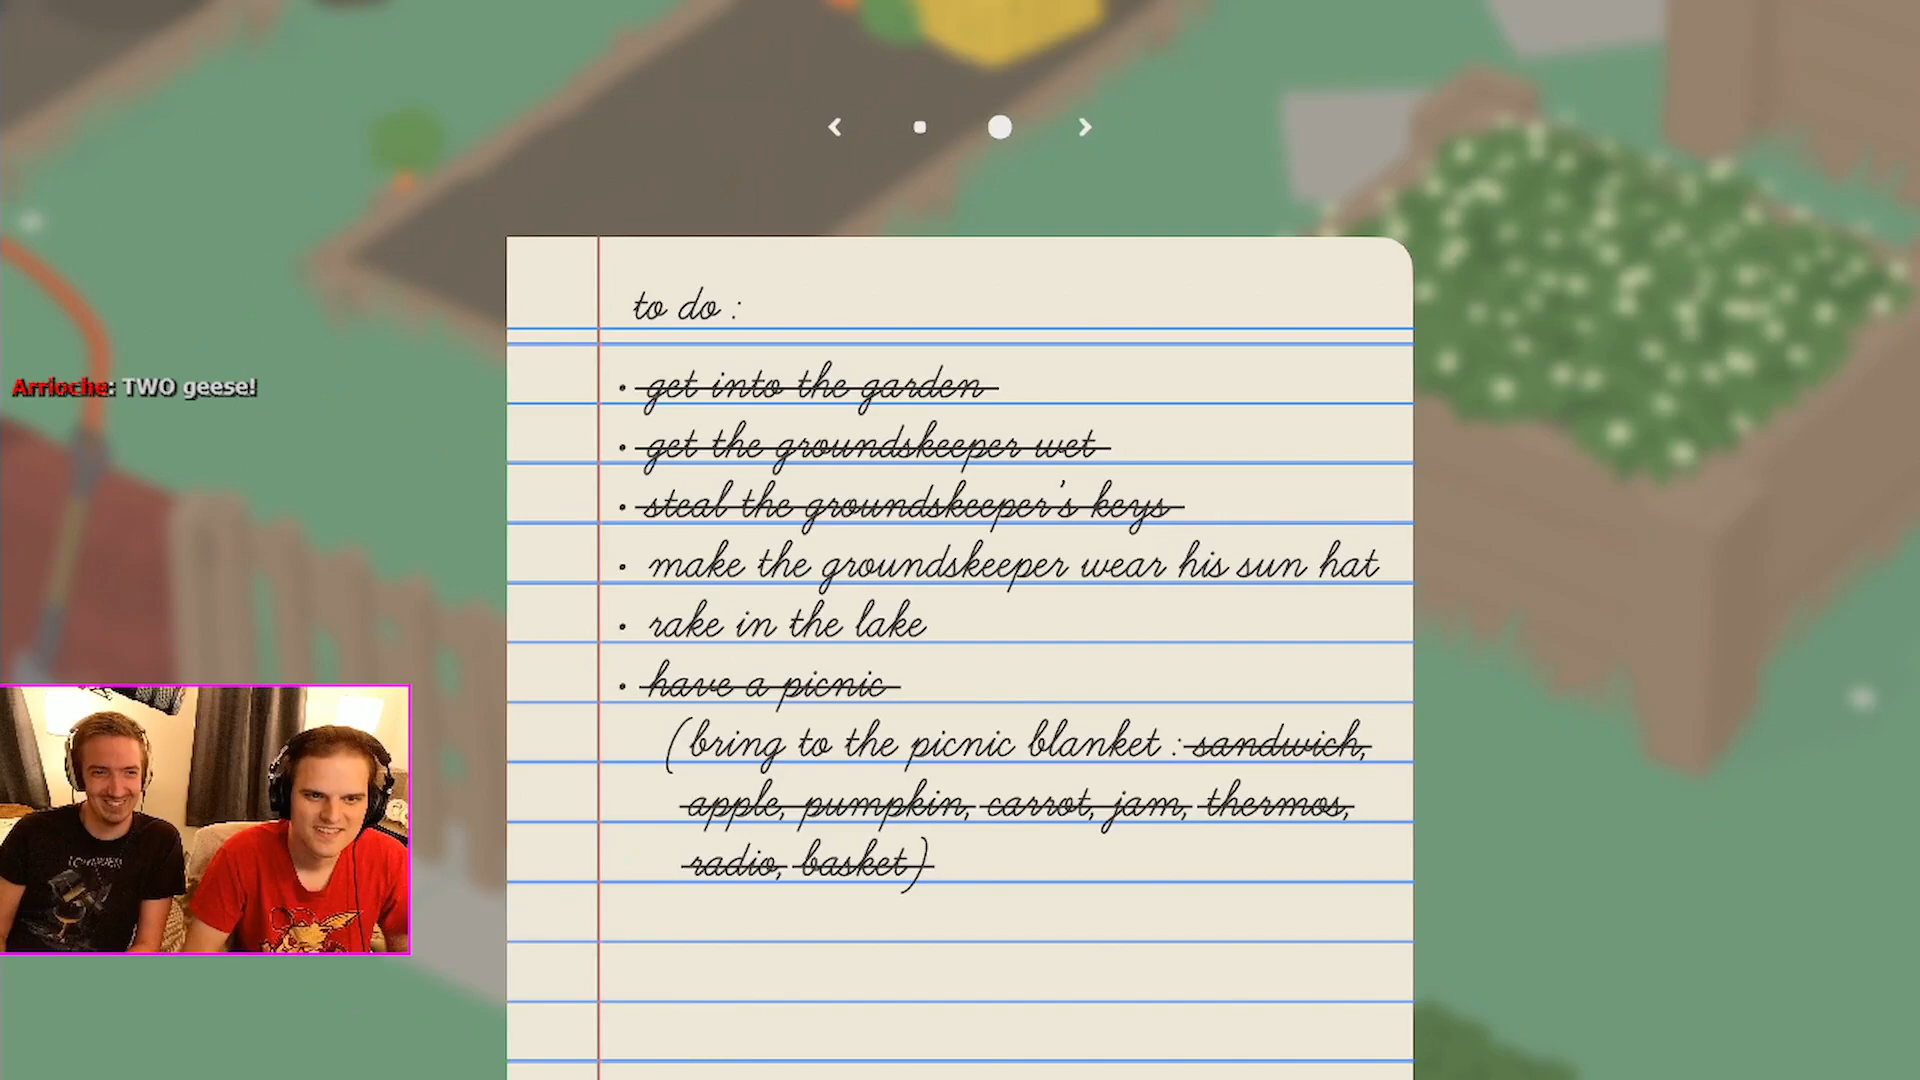 to do :
• get into the garden
• get the groundskeeper wet
• steal the groundskeeper's keys
• make the groundskeeper wear his sun hat
• rake in the lake
• have a picnic
(bring to the picnic blanket : sandwich,
apple, pumpkin, carrot, jam, thermos,
radio, basket)
Arrioche: TWO geese!